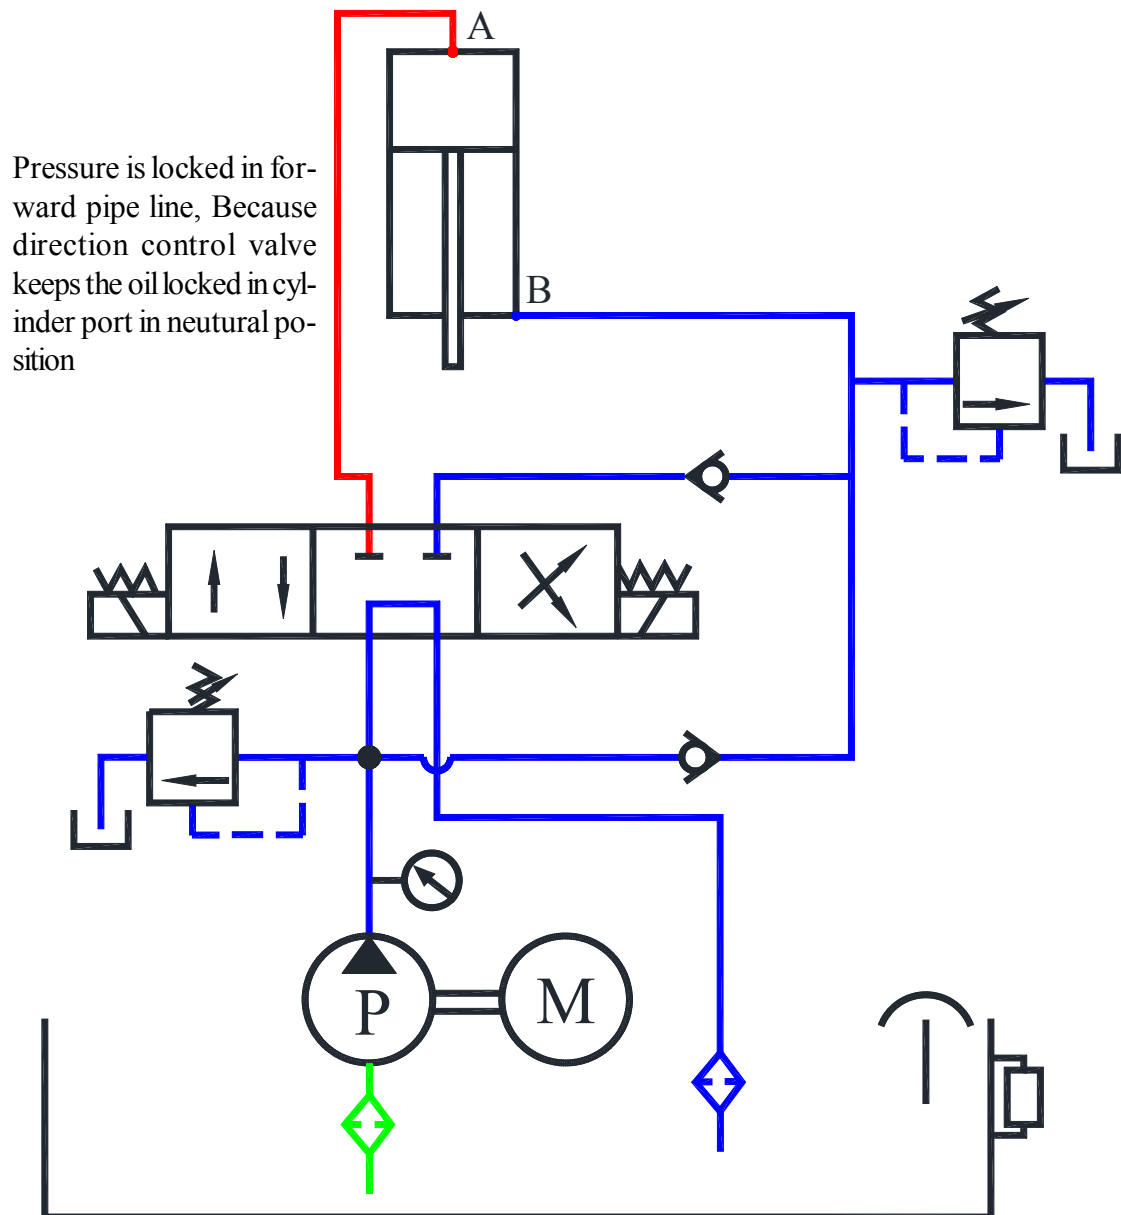 A
Pressure is locked in for-
ward pipe line, Because
direction control valve
keeps the oil locked in cyl-
inder port in neutural po-
sition
B
P
M